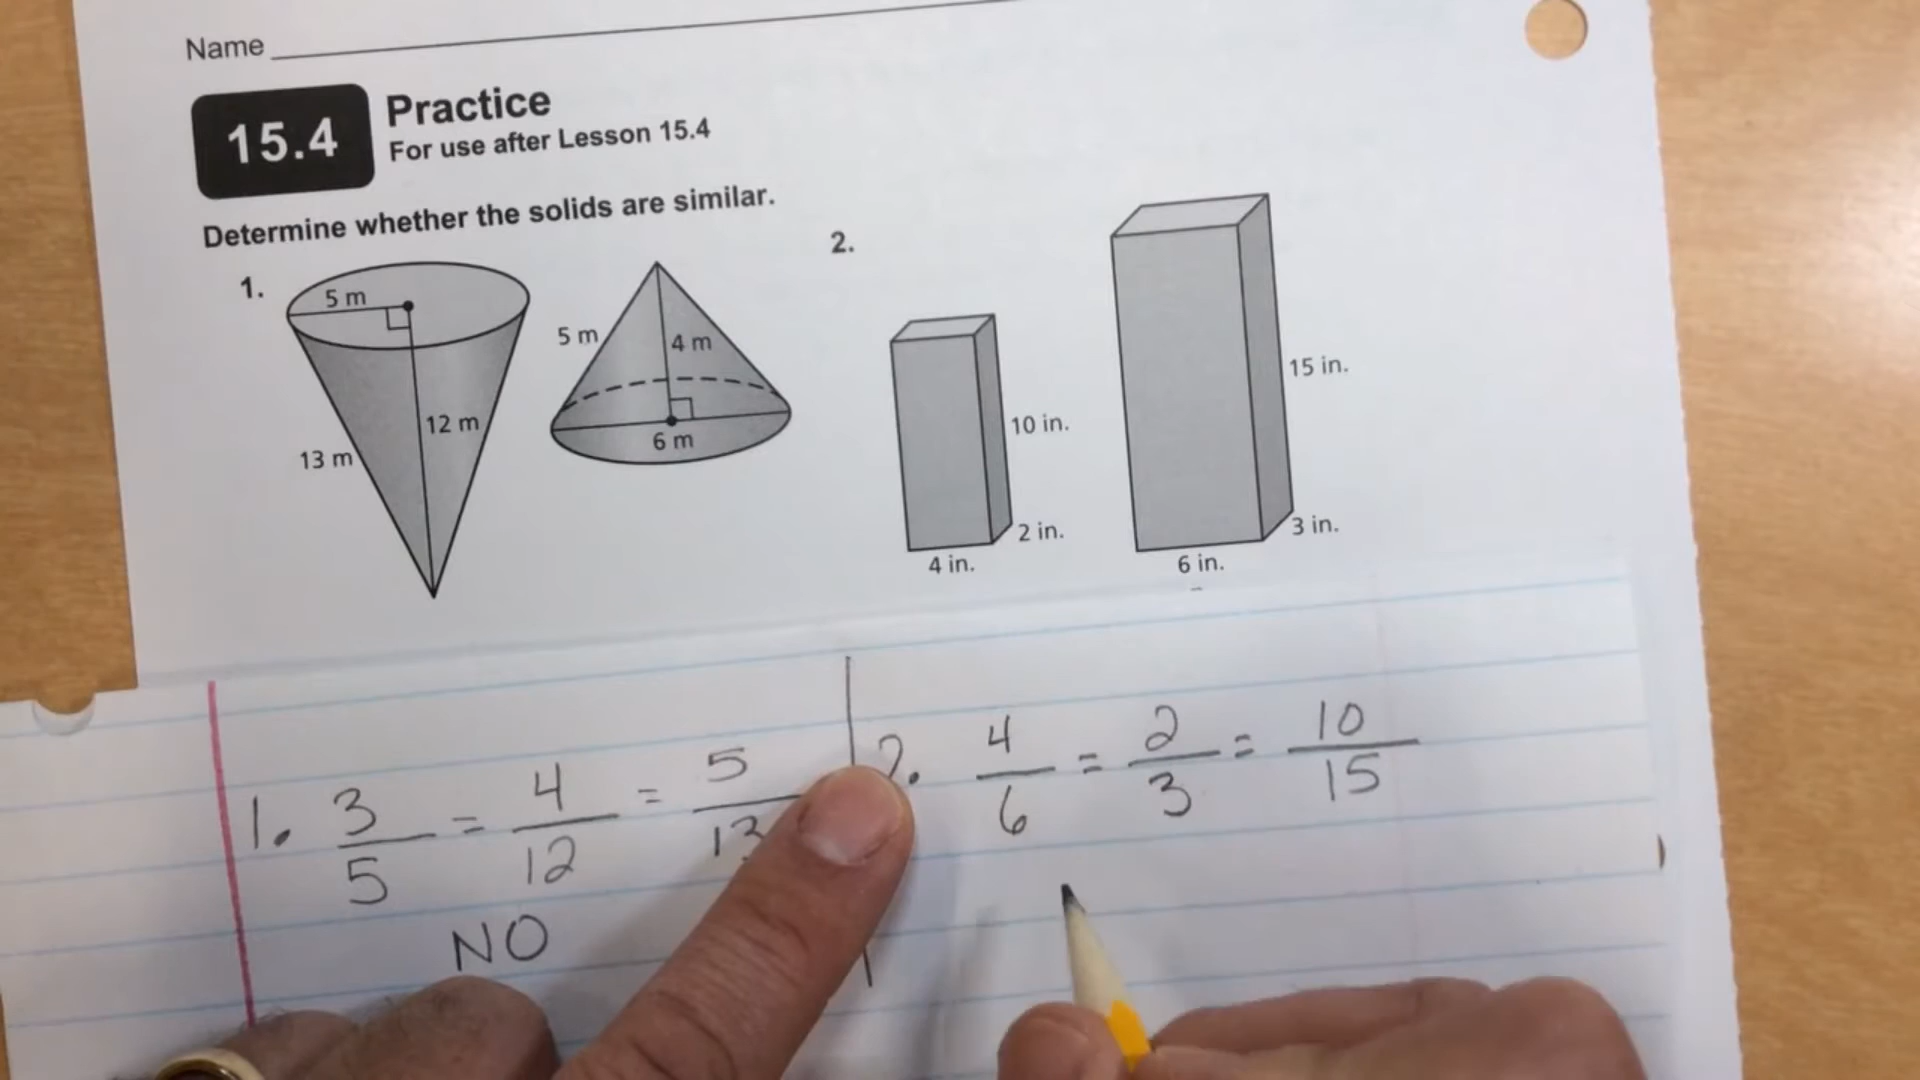 Name
15.4
Practice
For use after Lesson 15.4
Determine whether the solids are similar.
1.
5 m
12 m
13 m
5 m
4 m
6 m
2.
10 in.
2 in.
4 in.
15 in.
3 in.
6 in.
1. 3/5 = 4/12 = 5/13
NO
2. 4/6 = 2/3 = 10/15